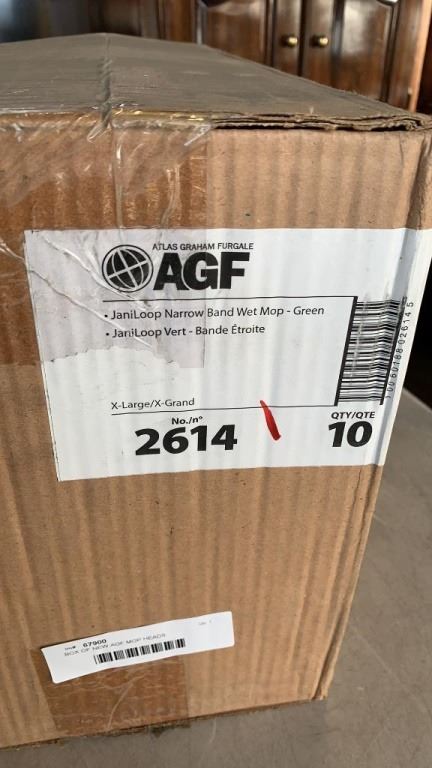 ATLAS GRAHAM FURGALE
AGF
• JaniLoop Narrow Band Wet Mop - Green
• JaniLoop Vert - Bande Étroite
X-Large/X-Grand
No./n°
2614
QTY/QTE
10
67900
BOX OF NEW AGF MOP HEADS